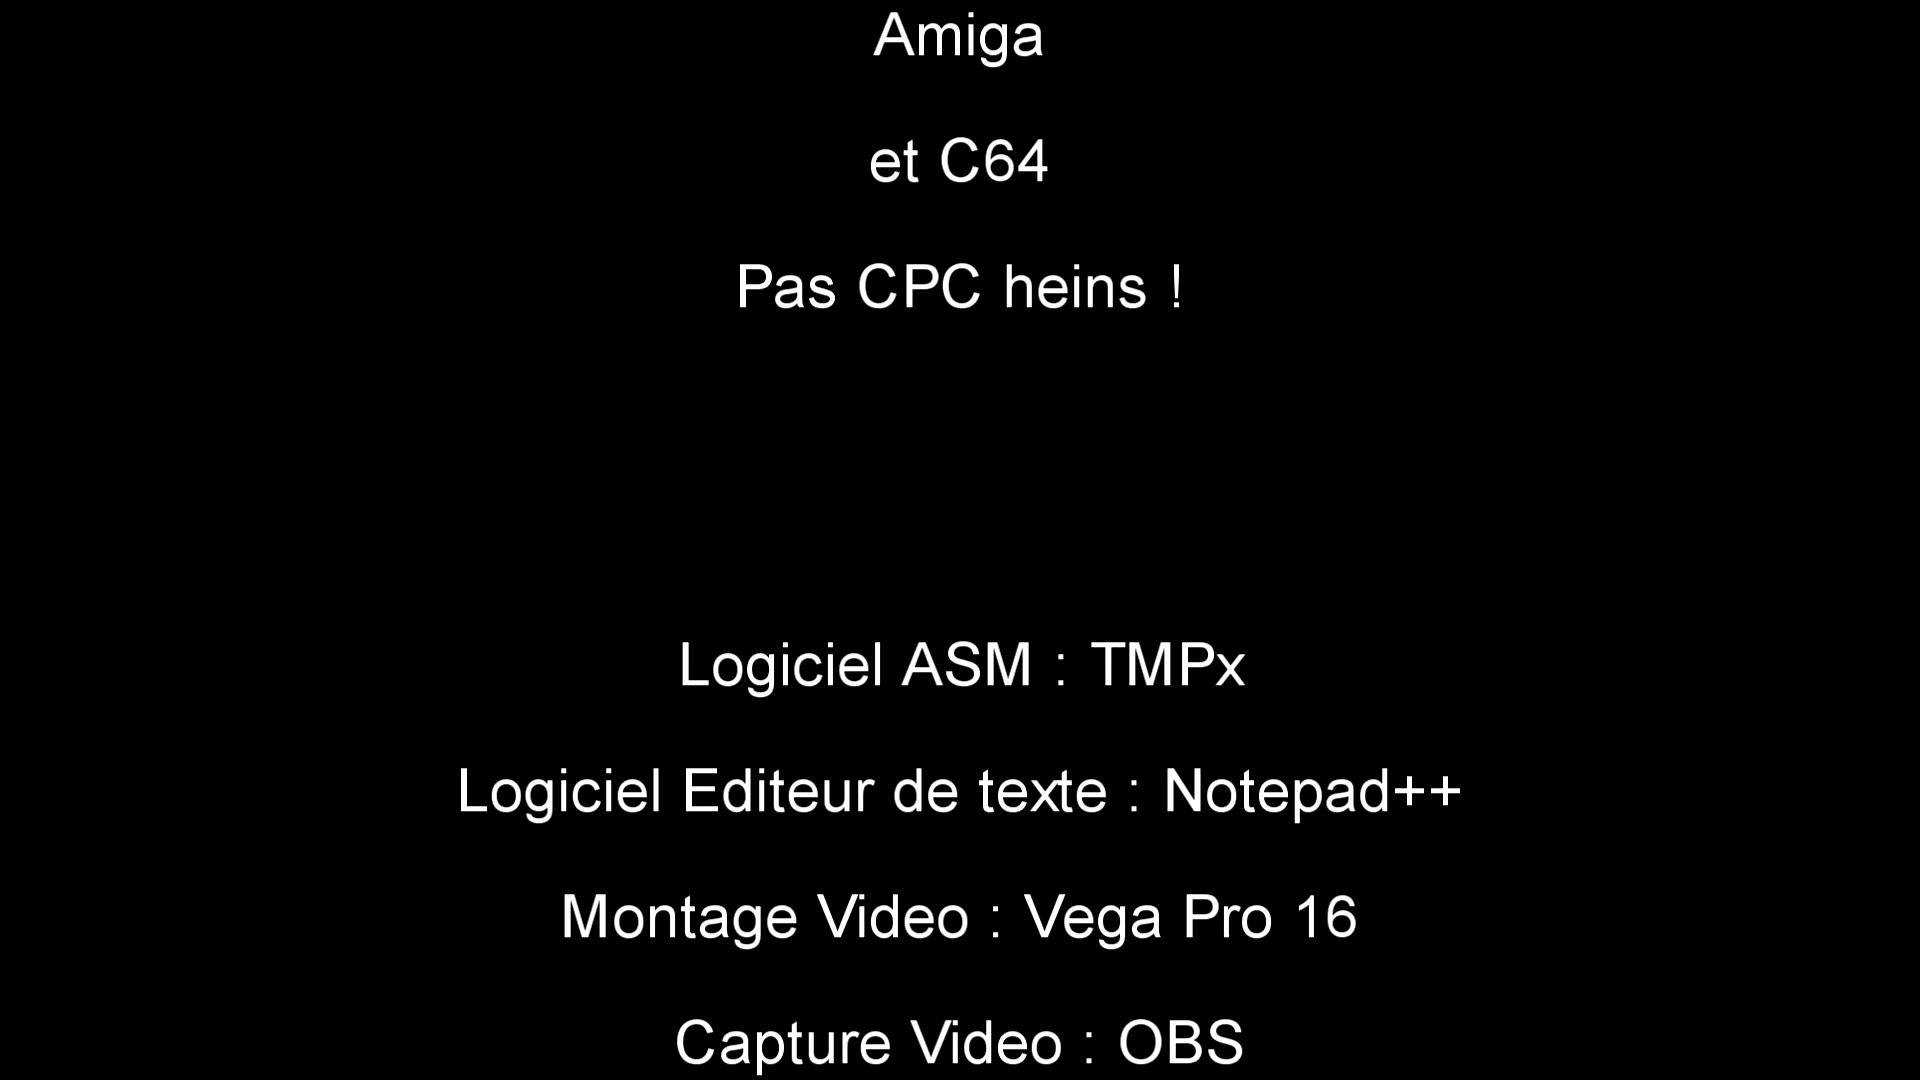 Amiga
et C64
Pas CPC heins !
Logiciel ASM : TMPx
Logiciel Editeur de texte : Notepad++
Montage Video : Vega Pro 16
Capture Video : OBS